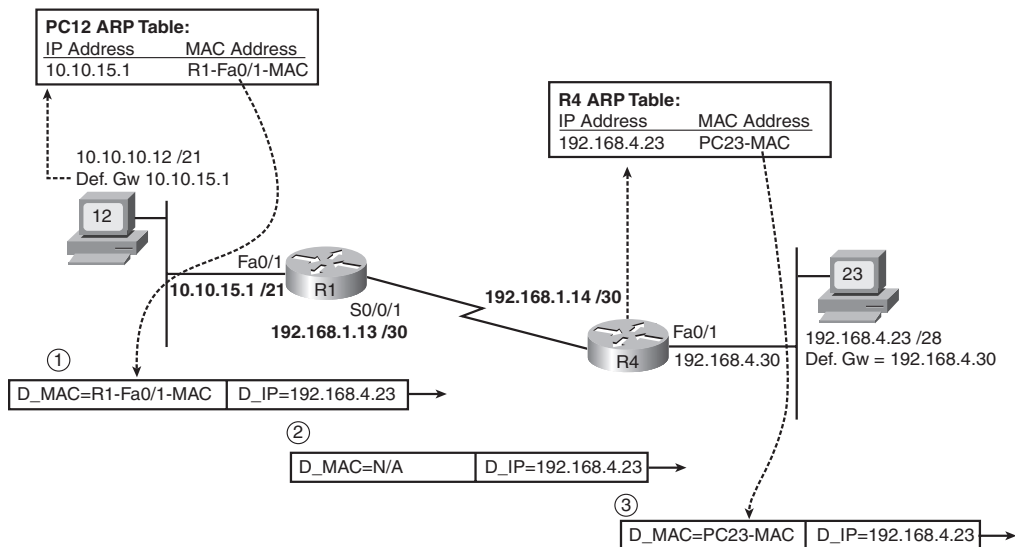 PC12 ARP Table:
IP Address MAC Address
10.10.15.1 R1-Fa0/1-MAC
R4 ARP Table:
IP Address MAC Address
192.168.4.23 PC23-MAC
10.10.10.12 /21
Def. Gw 10.10.15.1
12
Fa0/1
R1
10.10.15.1 /21
S0/0/1
192.168.1.13 /30
192.168.1.14 /30
R4
Fa0/1
192.168.4.30
23
192.168.4.23 /28
Def. Gw = 192.168.4.30
1
D_MAC=R1-Fa0/1-MAC D_IP=192.168.4.23
2
D_MAC=N/A D_IP=192.168.4.23
3
D_MAC=PC23-MAC D_IP=192.168.4.23